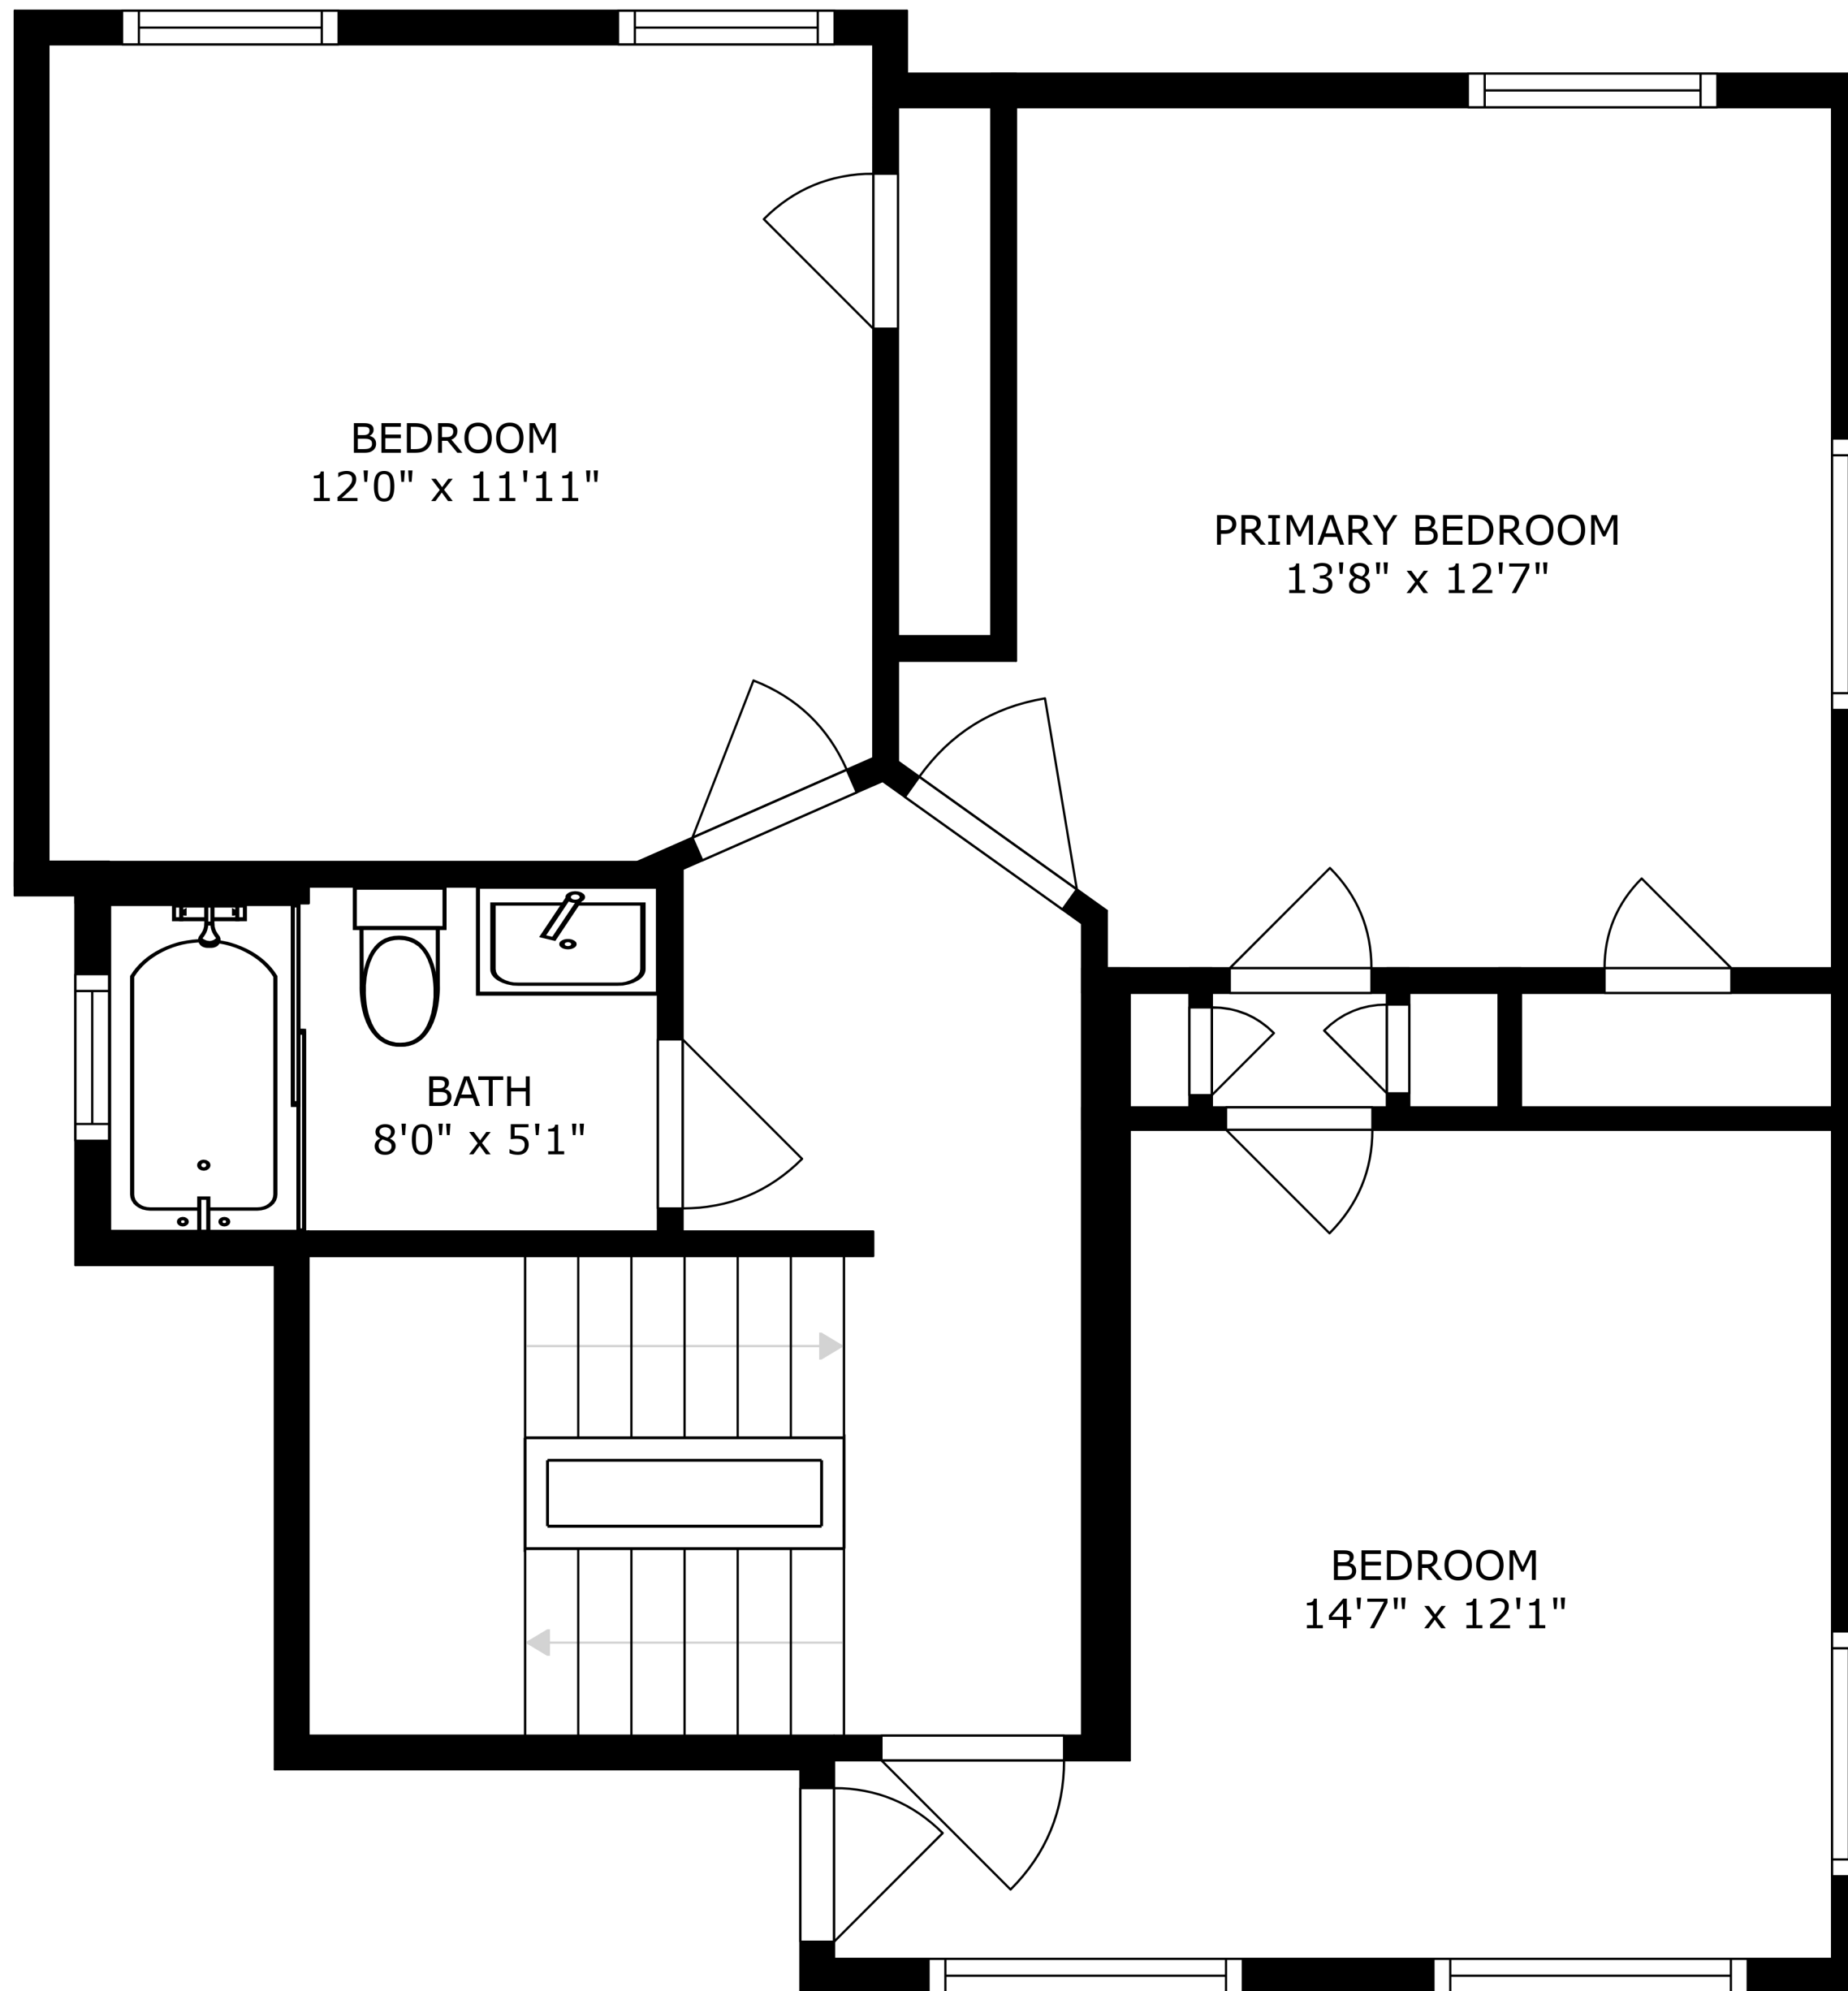 BEDROOM
12'0" x 11'11"
PRIMARY BEDROOM
13'8" x 12'7"
BATH
8'0" x 5'1"
BEDROOM
14'7" x 12'1"